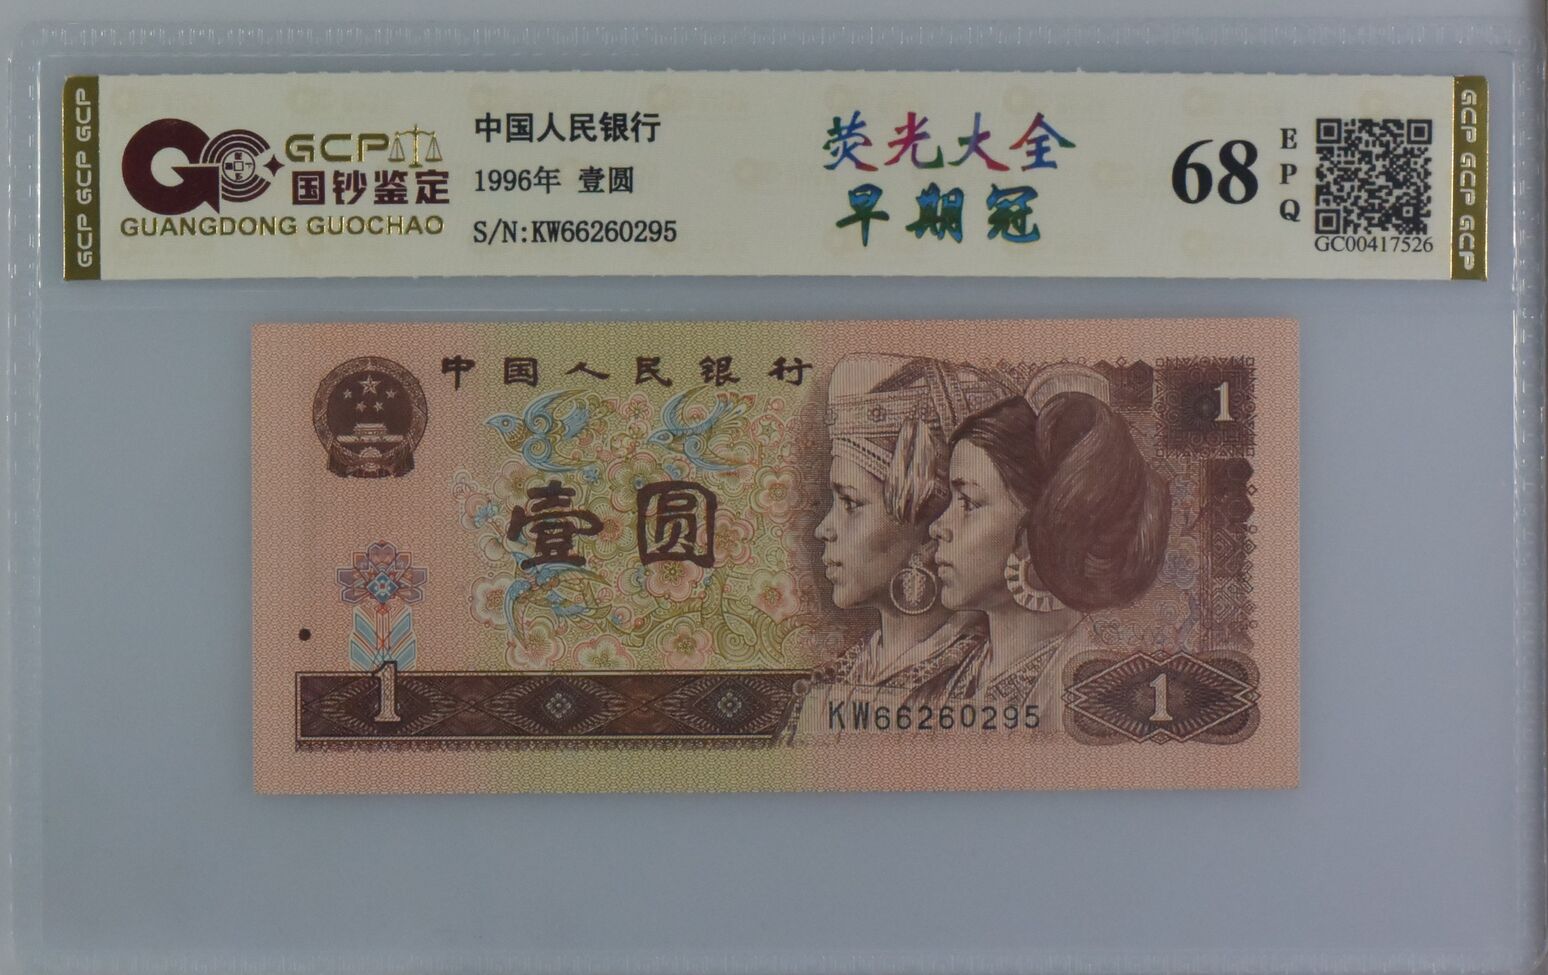 GCP GCP GCP
GCP
国钞鉴定
GUANGDONG GUOCHAO
中国人民银行
1996年 壹圆
S/N:KW66260295
荧光大全
早期冠
68
EPQ
GC00417526
GCP GCP GCP
中国人民银行
1
壹圆
1
KW66260295
1